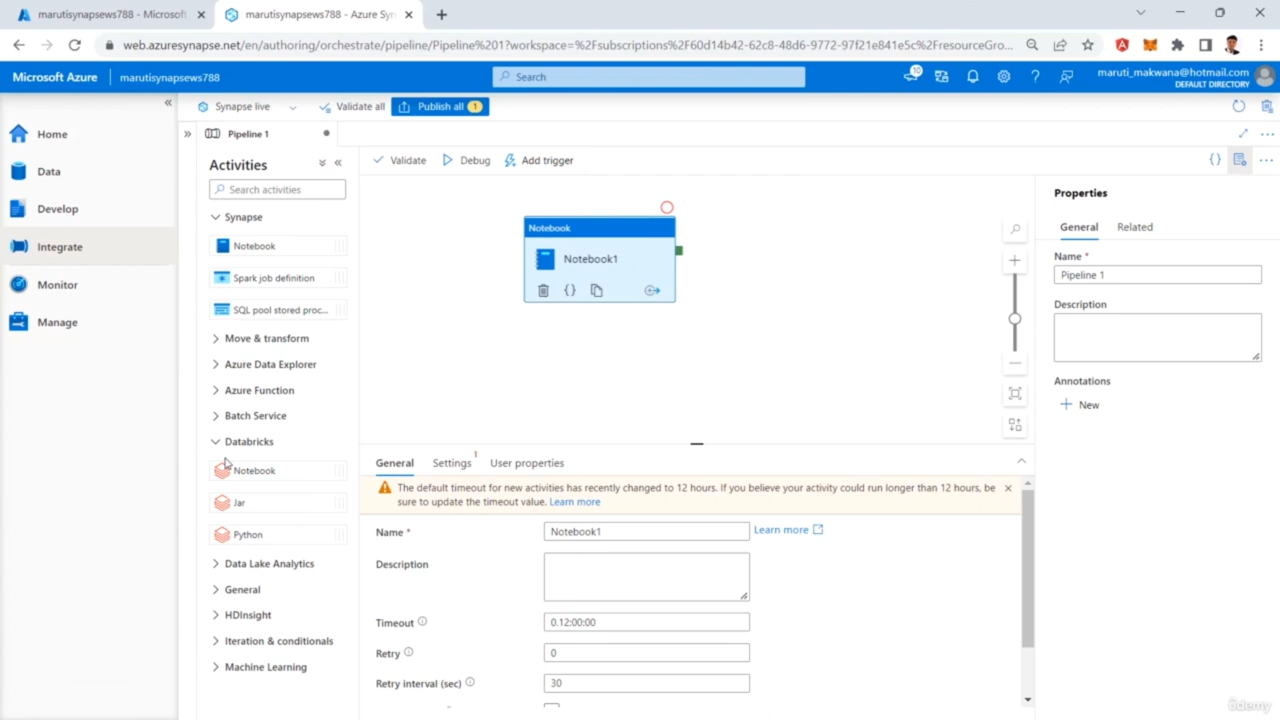 marutisynapsews788 - Microsoft
marutisynapsews788 - Azure Syn
web.azuresynapse.net/en/authoring/orchestrate/pipeline/Pipeline%201?workspace=%2Fsubscriptions%2F60d14b42-62c8-48d6-9772-97f21e841e5c%2FresourceGro...
Microsoft Azure
marutisynapsews788
Search
10
maruti_makwana@hotmail.com
DEFAULT DIRECTORY
Synapse live
Validate all
Publish all 1
Home
Data
Develop
Integrate
Monitor
Manage
Pipeline 1
Activities
Search activities
Synapse
Notebook
Spark job definition
SQL pool stored proc...
Move & transform
Azure Data Explorer
Azure Function
Batch Service
Databricks
Notebook
Jar
Python
Data Lake Analytics
General
HDInsight
Iteration & conditionals
Machine Learning
Validate
Debug
Add trigger
Notebook
Notebook1
General
Settings 1
User properties
The default timeout for new activities has recently changed to 12 hours. If you believe your activity could run longer than 12 hours, be
sure to update the timeout value. Learn more
Name *
Notebook1
Learn more
Description
Timeout
0.12:00:00
Retry
0
Retry interval (sec)
30
Properties
General
Related
Name *
Pipeline 1
Description
Annotations
New
ûdemy